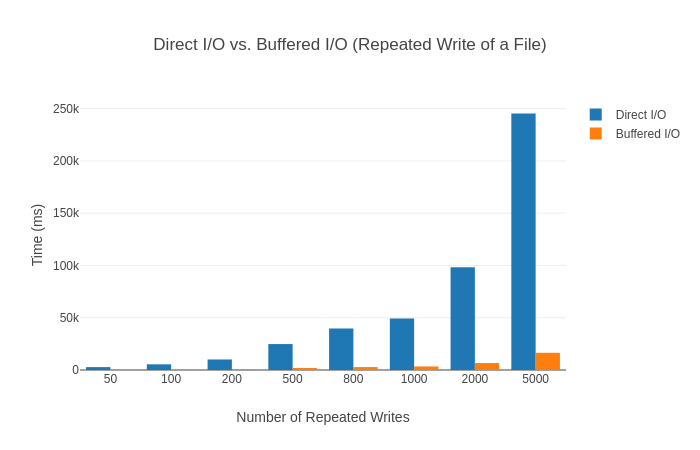 Direct I/O vs. Buffered I/O (Repeated Write of a File)
Direct I/O
Buffered I/O
Time (ms)
250k
200k
150k
100k
50k
0
50 100 200 500 800 1000 2000 5000
Number of Repeated Writes